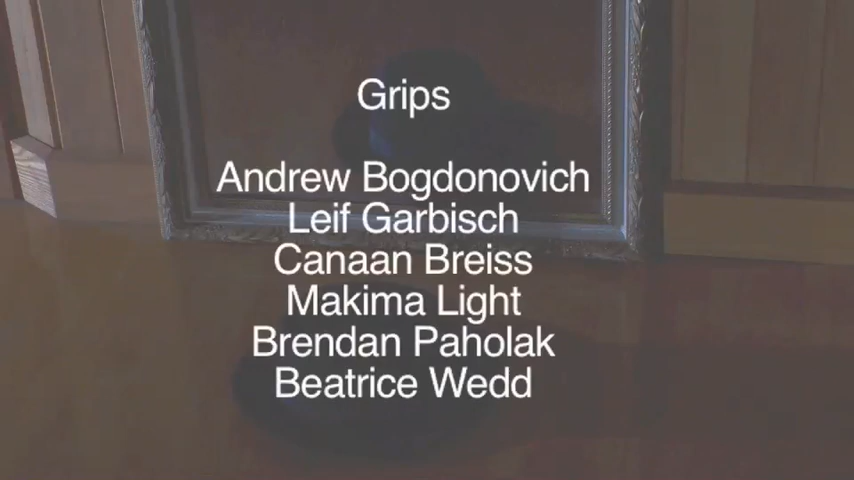 Grips
Andrew Bogdonovich
Leif Garbisch
Canaan Breiss
Makima Light
Brendan Paholak
Beatrice Wedd